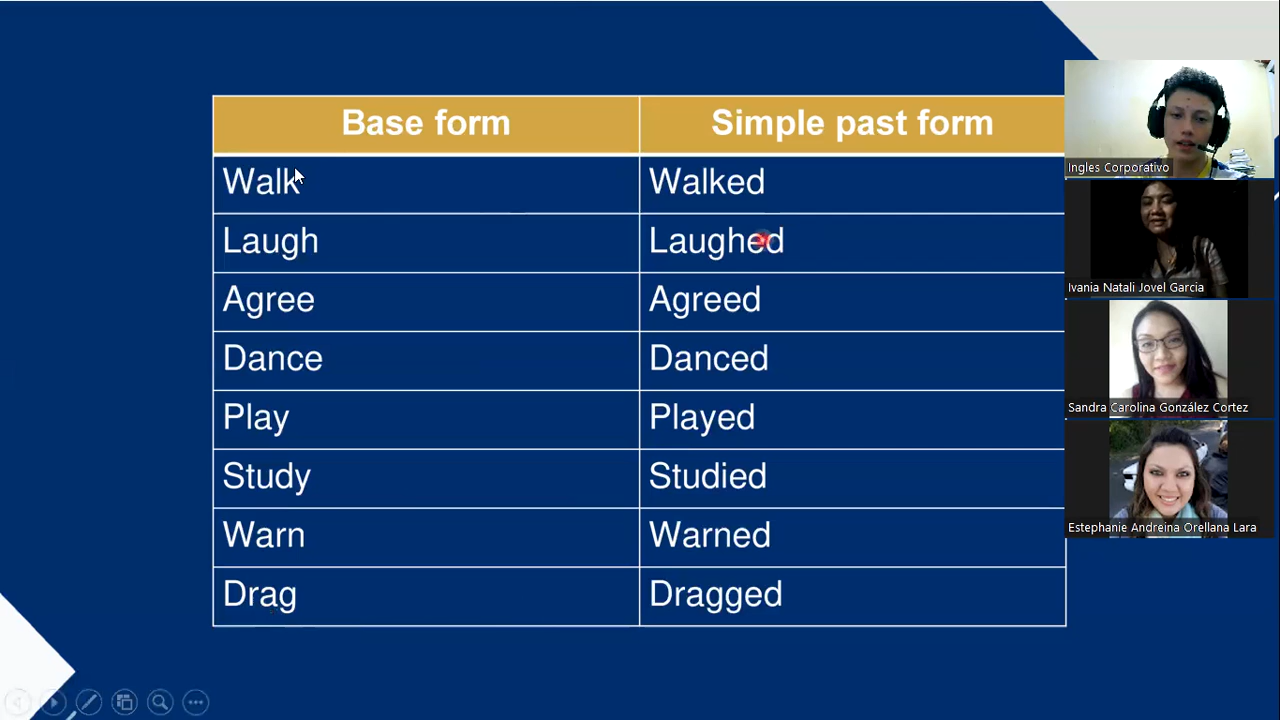 Base form Simple past form
Walk Walked
Laugh Laughed
Agree Agreed
Dance Danced
Play Played
Study Studied
Warn Warned
Drag Dragged
Ingles Corporativo
Ivania Natali Jovel Garcia
Sandra Carolina González Cortez
Estephanie Andreina Orellana Lara